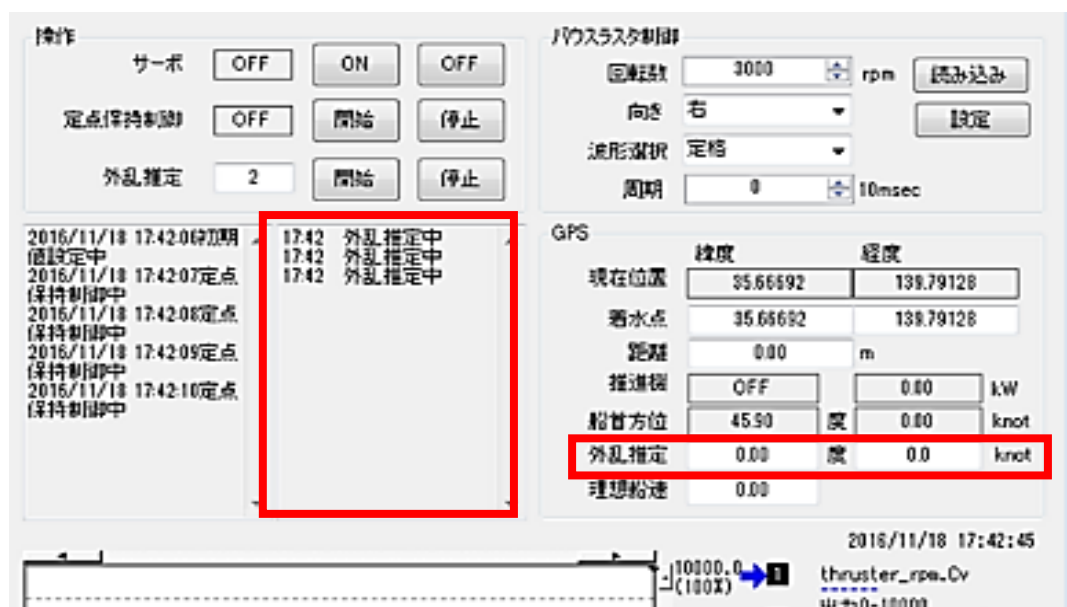 操作
サーボ OFF ON OFF
定点保持制御 OFF 開始 停止
外乱推定 2 開始 停止
バウスラスタ制御
回転数 3000 rpm 読み込み
向き 右 設定
波形選択 定格
周期 0 10msec
2016/11/18 17:42:06初期
値設定中
2016/11/18 17:42:07定点
保持制御中
2016/11/18 17:42:08定点
保持制御中
2016/11/18 17:42:09定点
保持制御中
2016/11/18 17:42:10定点
保持制御中
17:42 外乱推定中
17:42 外乱推定中
17:42 外乱推定中
GPS
緯度 経度
現在位置 35.66692 139.79128
着水点 35.66692 139.79128
距離 0.00 m
推進機 OFF 0.00 kW
船首方位 45.90 度 0.00 knot
外乱推定 0.00 度 0.0 knot
理想船速 0.00
2016/11/18 17:42:45
10000.0
(100%)
1 thruster_rpm.Cv
出力0-10000